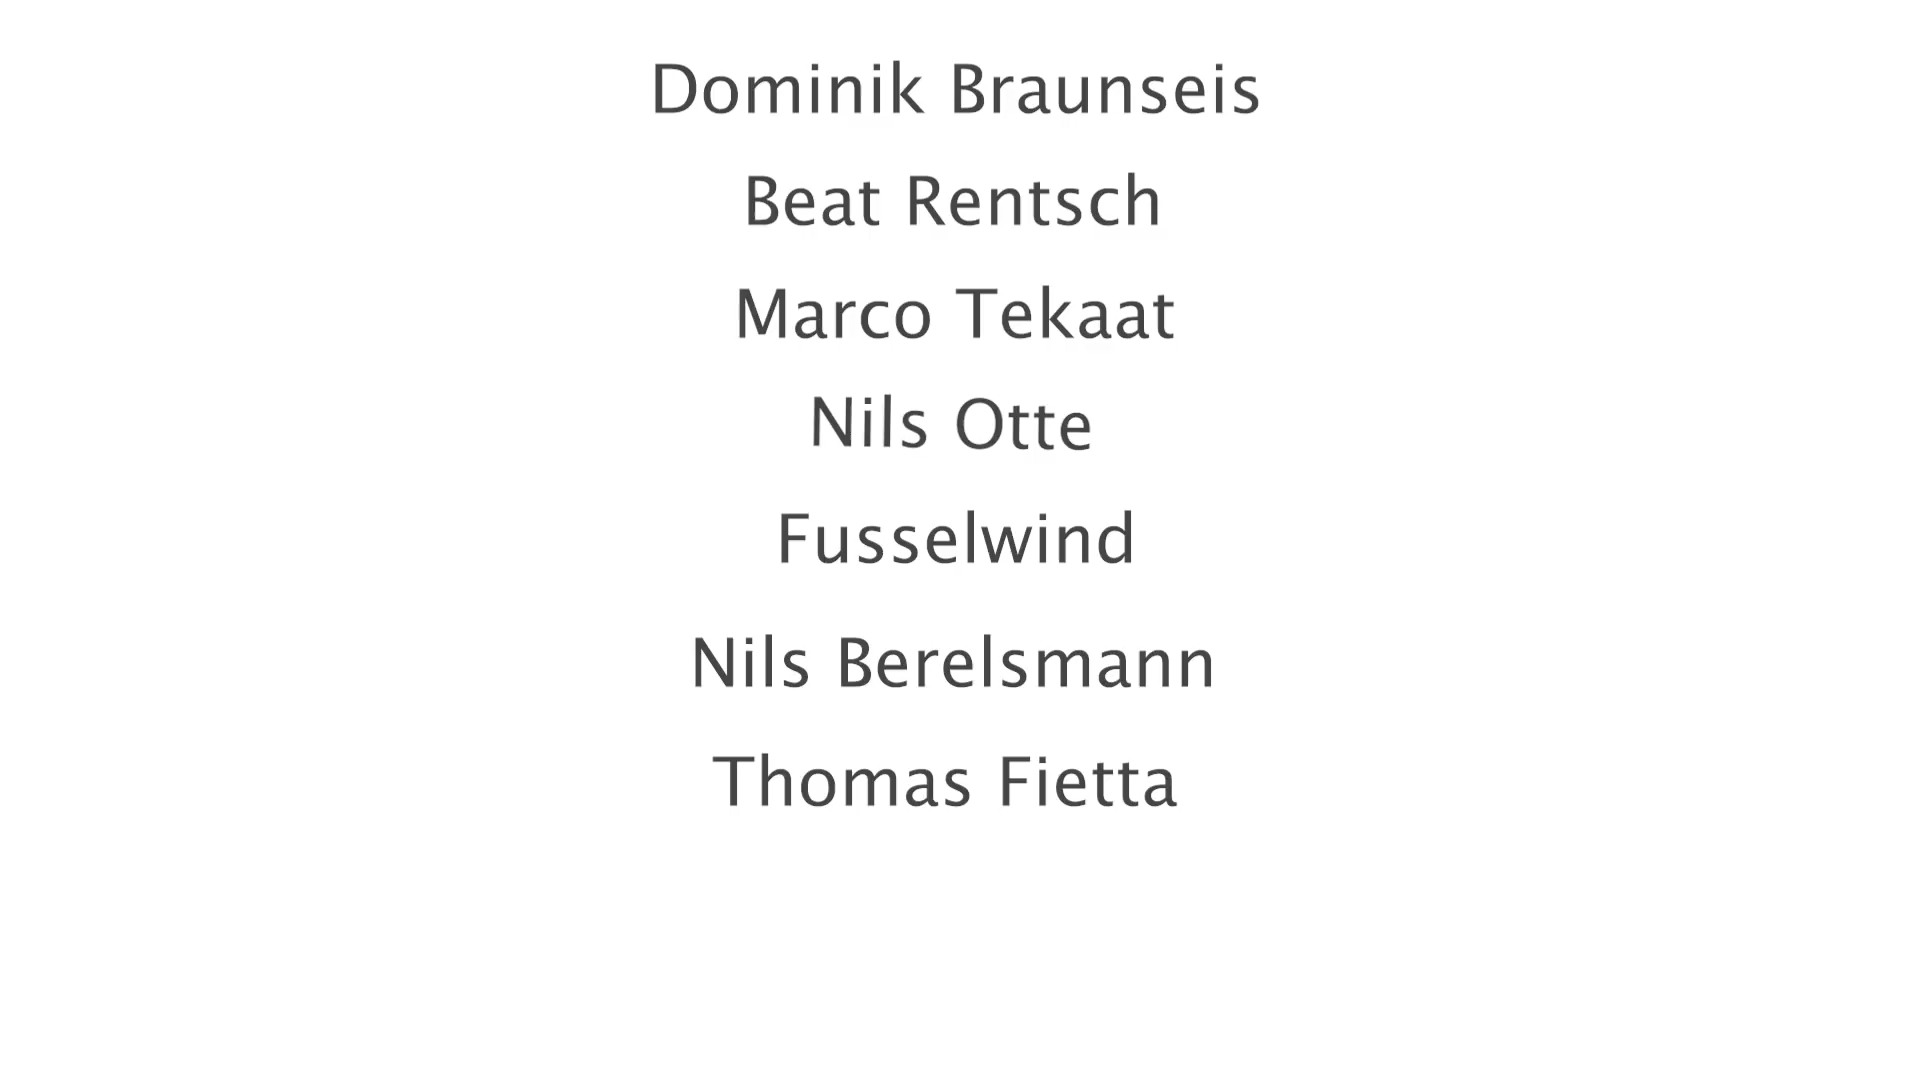 Dominik Braunseis
Beat Rentsch
Marco Tekaat
Nils Otte
Fusselwind
Nils Berelsmann
Thomas Fietta